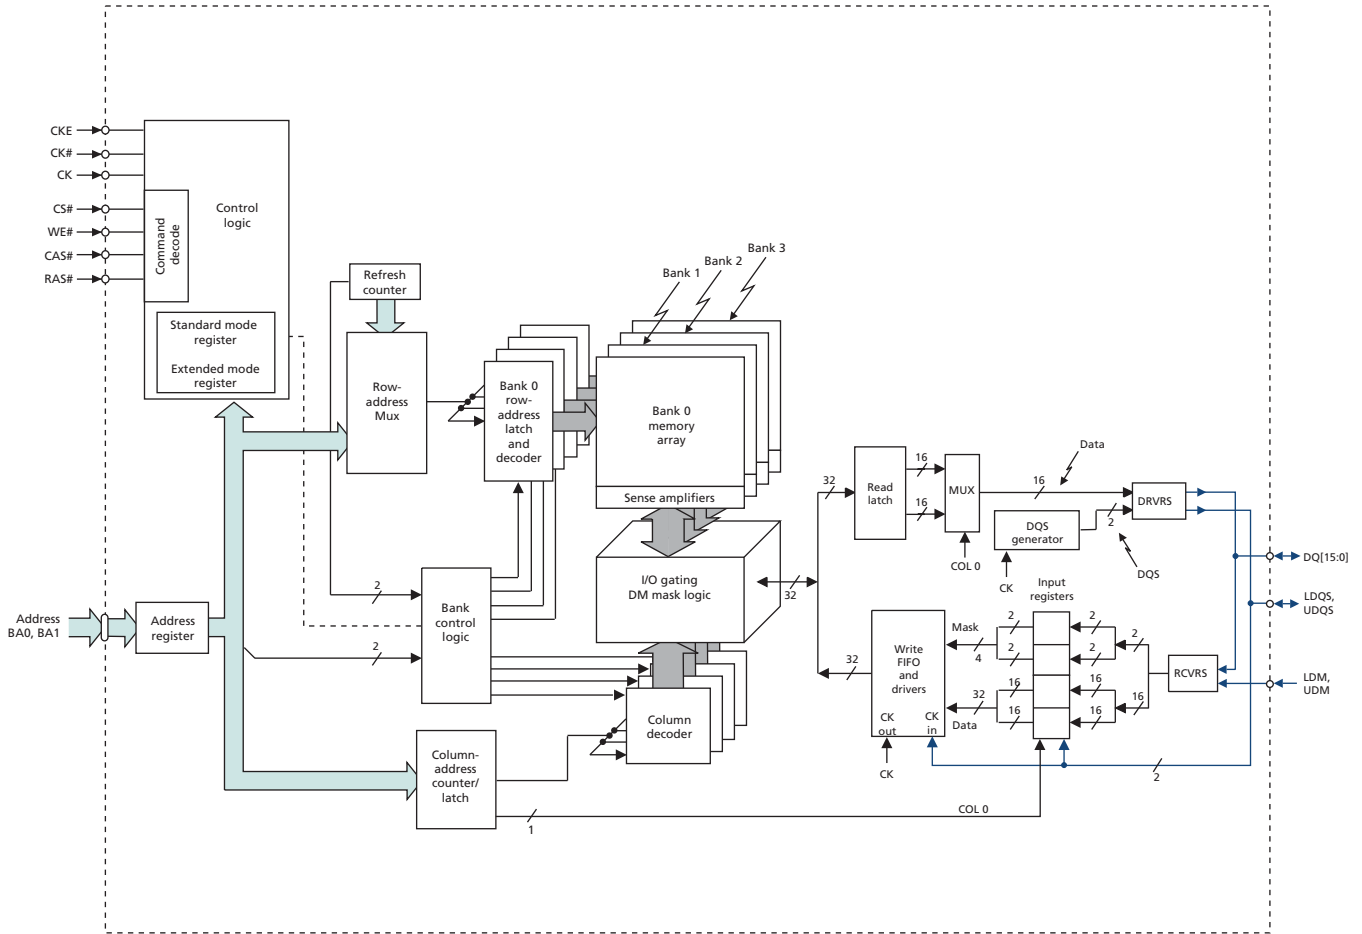 CKE
CK#
CK
CS#
WE#
CAS#
RAS#
Command
decode
Control
logic
Standard mode
register
Extended mode
register
Refresh
counter
Row-
address
Mux
Bank 0
row-
address
latch
and
decoder
Bank 1
Bank 2
Bank 3
Bank 0
memory
array
Sense amplifiers
I/O gating
DM mask logic
32
32
Read
latch
16
16
MUX
COL 0
16
Data
DQS
generator
CK
2
DQS
DRVRS
DQ[15:0]
LDQS,
UDQS
LDM,
UDM
RCVRS
Input
registers
2
2
2
2
2
16
16
16
16
16
Mask
4
32
Data
Write
FIFO
and
drivers
CK
out
CK
in
CK
32
2
Address
BA0, BA1
Address
register
2
2
Bank
control
logic
Column
decoder
Column-
address
counter/
latch
1
COL 0